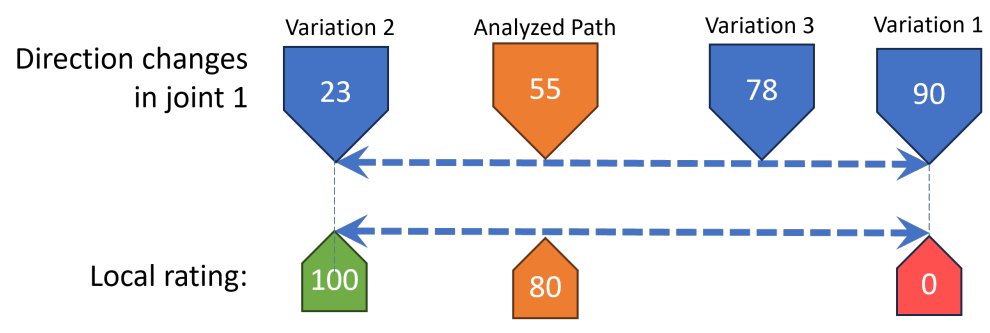 Variation 2
Analyzed Path
Variation 3
Variation 1
Direction changes
in joint 1
23
55
78
90
Local rating:
100
80
0